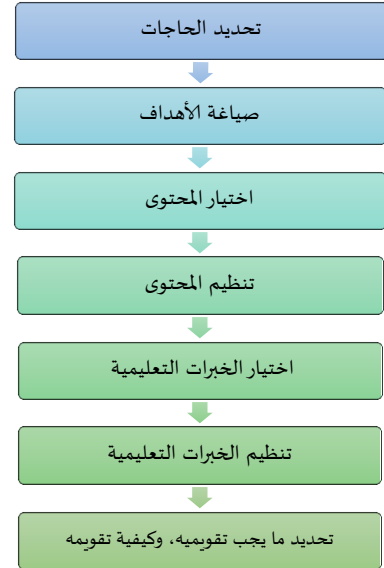 تحديد الحاجات
صياغة الأهداف
اختيار المحتوى
تنظيم المحتوى
اختيار الخبرات التعليمية
تنظيم الخبرات التعليمية
تحديد ما يجب تقويميه، وكيفية تقويمه